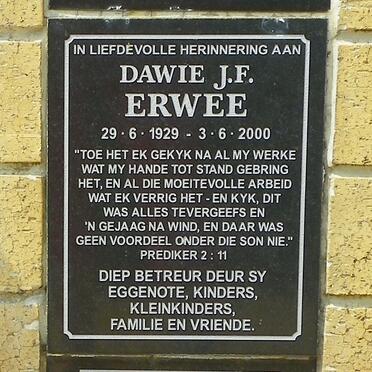 IN LIEFDEVOLLE HERINNERING AAN
DAWIE J.F.
ERWEE
29 · 6 · 1929 - 3 · 6 · 2000
"TOE HET EK GEKYK NA AL MY WERKE
WAT MY HANDE TOT STAND GEBRING
HET, EN AL DIE MOEITEVOLLE ARBEID
WAT EK VERRIG HET - EN KYK, DIT
WAS ALLES TEVERGEEFS EN
'N GEJAAG NA WIND, EN DAAR WAS
GEEN VOORDEEL ONDER DIE SON NIE."
PREDIKER 2 : 11
DIEP BETREUR DEUR SY
EGGENOTE, KINDERS,
KLEINKINDERS,
FAMILIE EN VRIENDE.